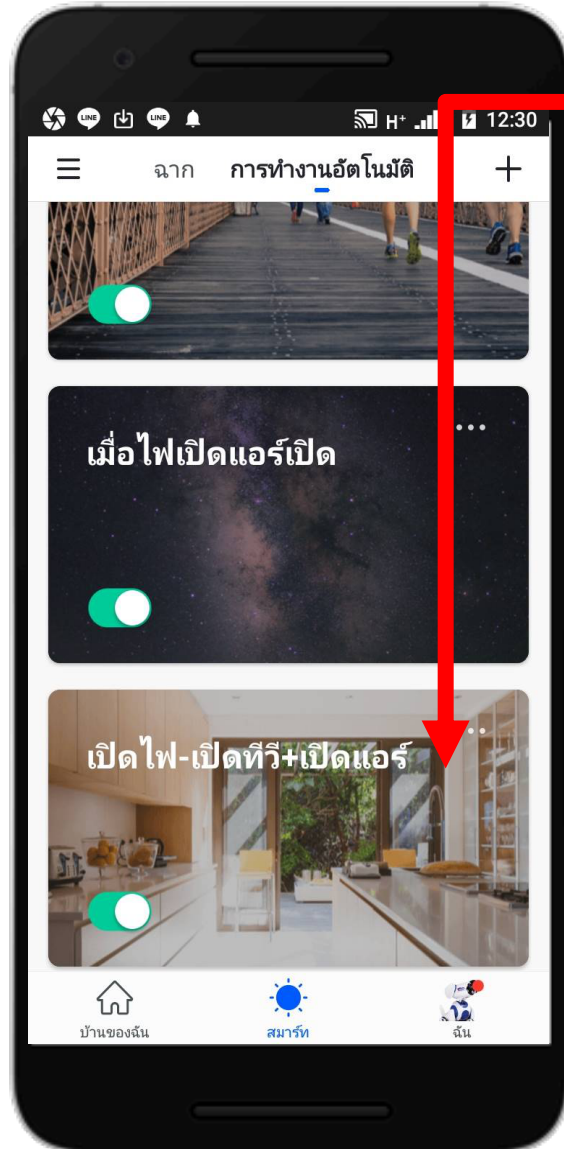 LINE LINE H+ 12:30
ฉาก การทำงานอัตโนมัติ
เมื่อไฟเปิดแอร์เปิด
เปิดไฟ-เปิดทีวี+เปิดแอร์
บ้านของฉัน สมาร์ท ฉัน